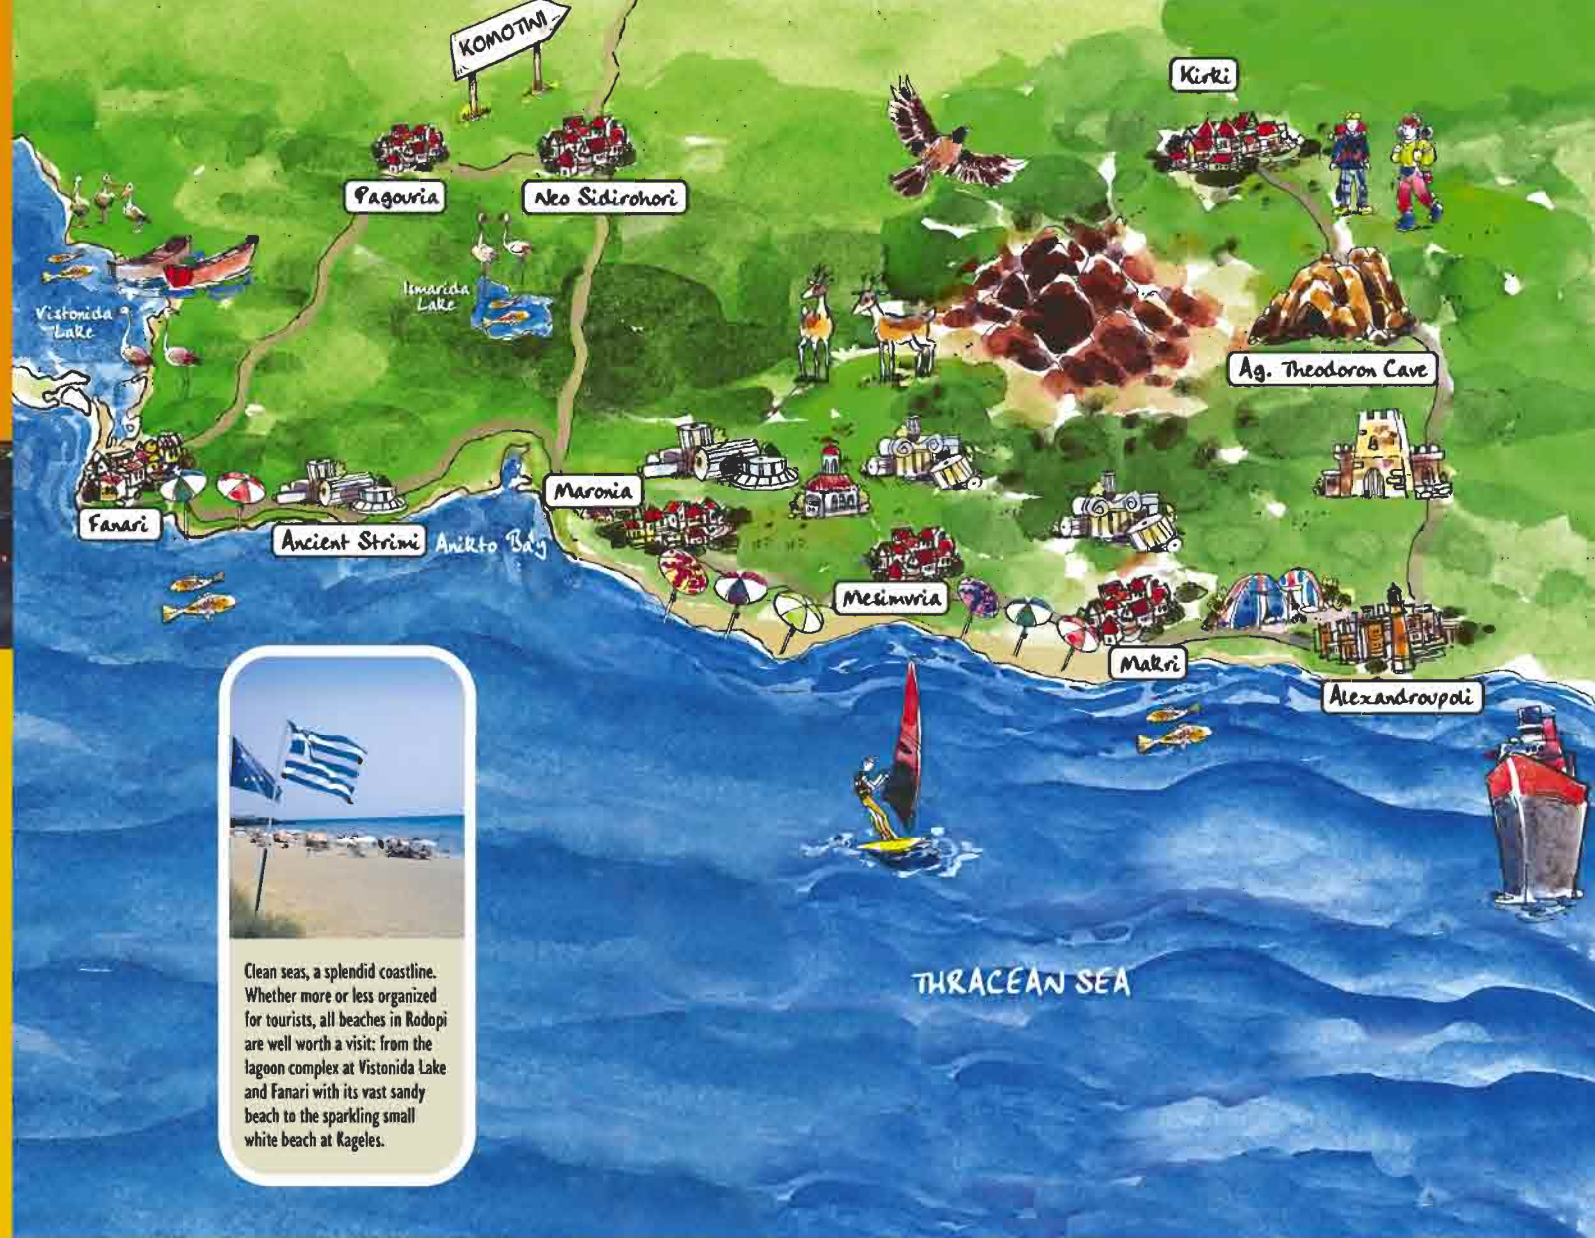 KOMOTINI
Kirki
Pagouria
Neo Sidirohori
Ismarida
Lake
Vistonida
Lake
Ag. Theodoron Cave
Maronia
Fanari
Ancient Strimi
Anikto Bay
Mesimvria
Makri
Alexandroupoli
THRACEAN SEA
Clean seas, a splendid coastline.
Whether more or less organized
for tourists, all beaches in Rodopi
are well worth a visit: from the
lagoon complex at Vistonida Lake
and Fanari with its vast sandy
beach to the sparkling small
white beach at Kageles.